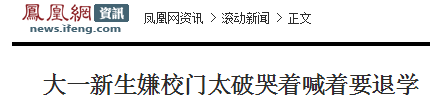 鳳凰網 資訊 凤凰网资讯 > 滚动新闻 > 正文
news.ifeng.com
大一新生嫌校门太破哭着喊着要退学